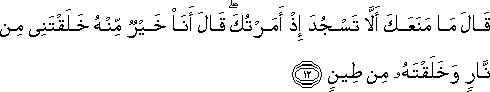 قَالَ مَا مَنَعَكَ أَلَّا تَسْجُدَ إِذْ أَمَرْتُكَ ۖ قَالَ أَنَا۠ خَيْرٌ مِّنْهُ خَلَقْتَنِى مِن
نَّارٍ وَخَلَقْتَهُۥ مِن طِينٍ ﴿١٢﴾